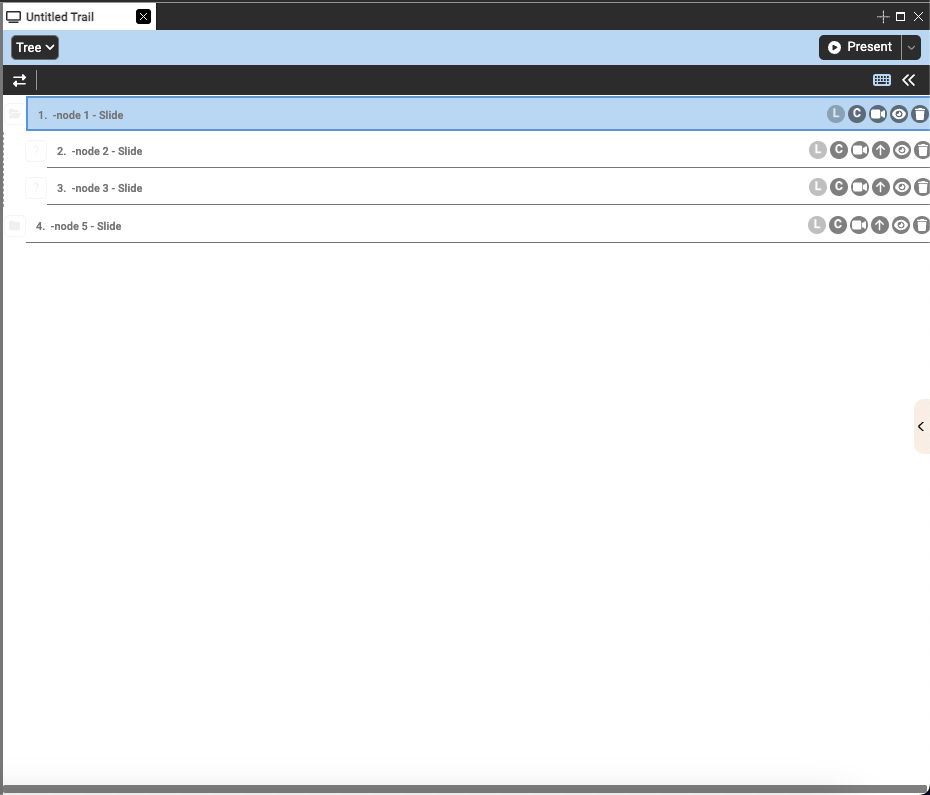 Untitled Trail
Tree
Present
1. -node 1 - Slide
L C
? 2. -node 2 - Slide
L C
? 3. -node 3 - Slide
L C
4. -node 5 - Slide
L C